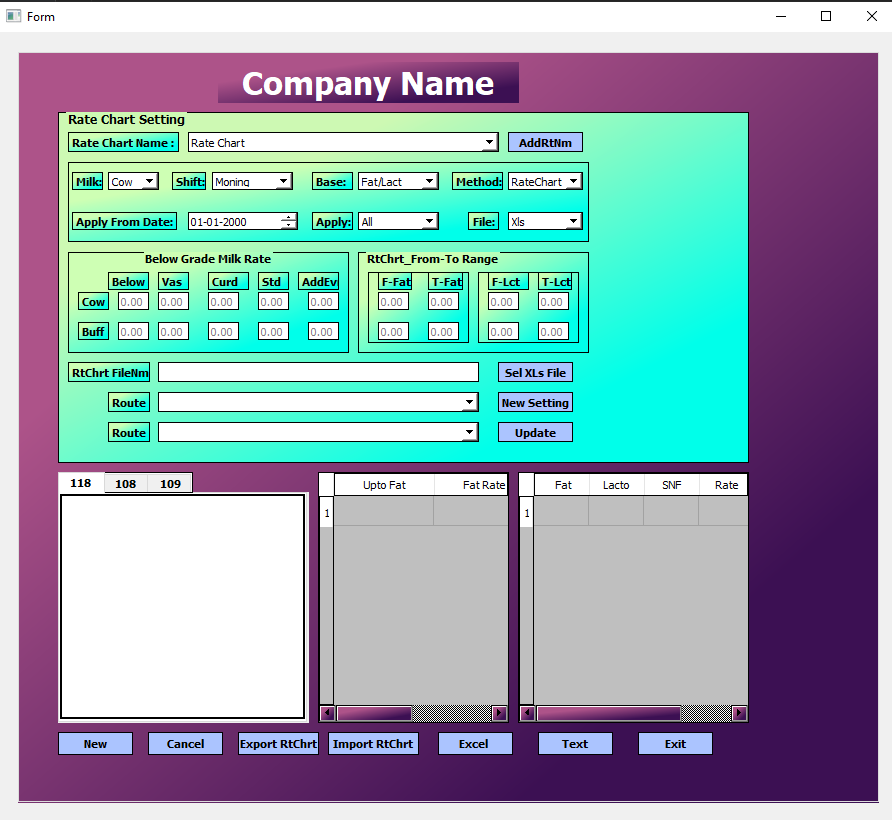 Form
Company Name
Rate Chart Setting
Rate Chart Name : Rate Chart AddRtNm
Milk: Cow Shift: Moning Base: Fat/Lact Method: RateChart
Apply From Date: 01-01-2000 Apply: All File: Xls
Below Grade Milk Rate RtChrt_From-To Range
Below Vas Curd Std AddEv F-Fat T-Fat F-Lct T-Lct
Cow 0.00 0.00 0.00 0.00 0.00 0.00 0.00 0.00 0.00
Buff 0.00 0.00 0.00 0.00 0.00 0.00 0.00 0.00 0.00
RtChrt FileNm Sel XLs File
Route New Setting
Route Update
118 108 109 Upto Fat Fat Rate Fat Lacto SNF Rate
1 1
New Cancel Export RtChrt Import RtChrt Excel Text Exit